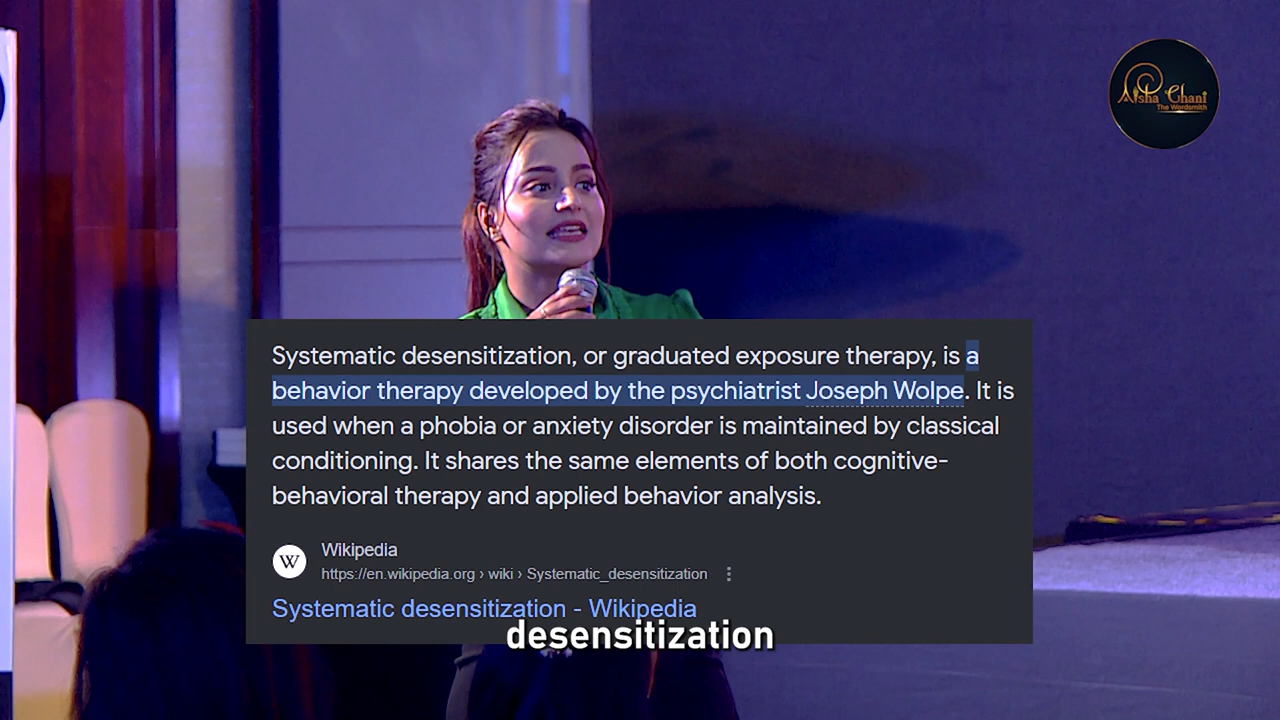 Aisha Chani
The Wordsmith
Systematic desensitization, or graduated exposure therapy, is a
behavior therapy developed by the psychiatrist Joseph Wolpe. It is
used when a phobia or anxiety disorder is maintained by classical
conditioning. It shares the same elements of both cognitive-
behavioral therapy and applied behavior analysis.
W
Wikipedia
https://en.wikipedia.org › wiki › Systematic_desensitization
Systematic desensitization - Wikipedia
desensitization